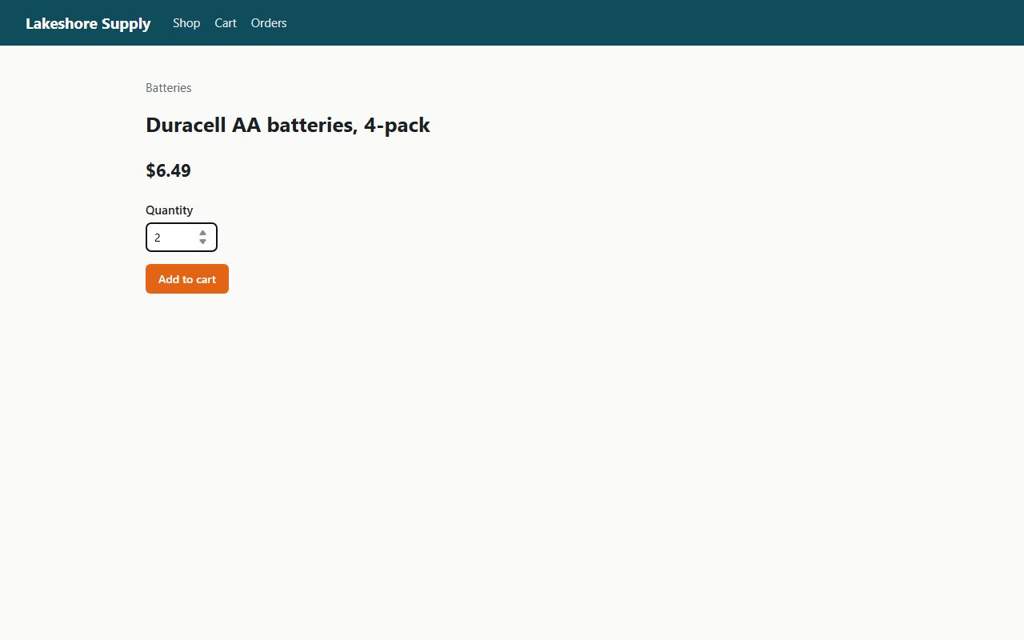 Lakeshore Supply Shop Cart Orders
Batteries
Duracell AA batteries, 4-pack
$6.49
Quantity
2
Add to cart